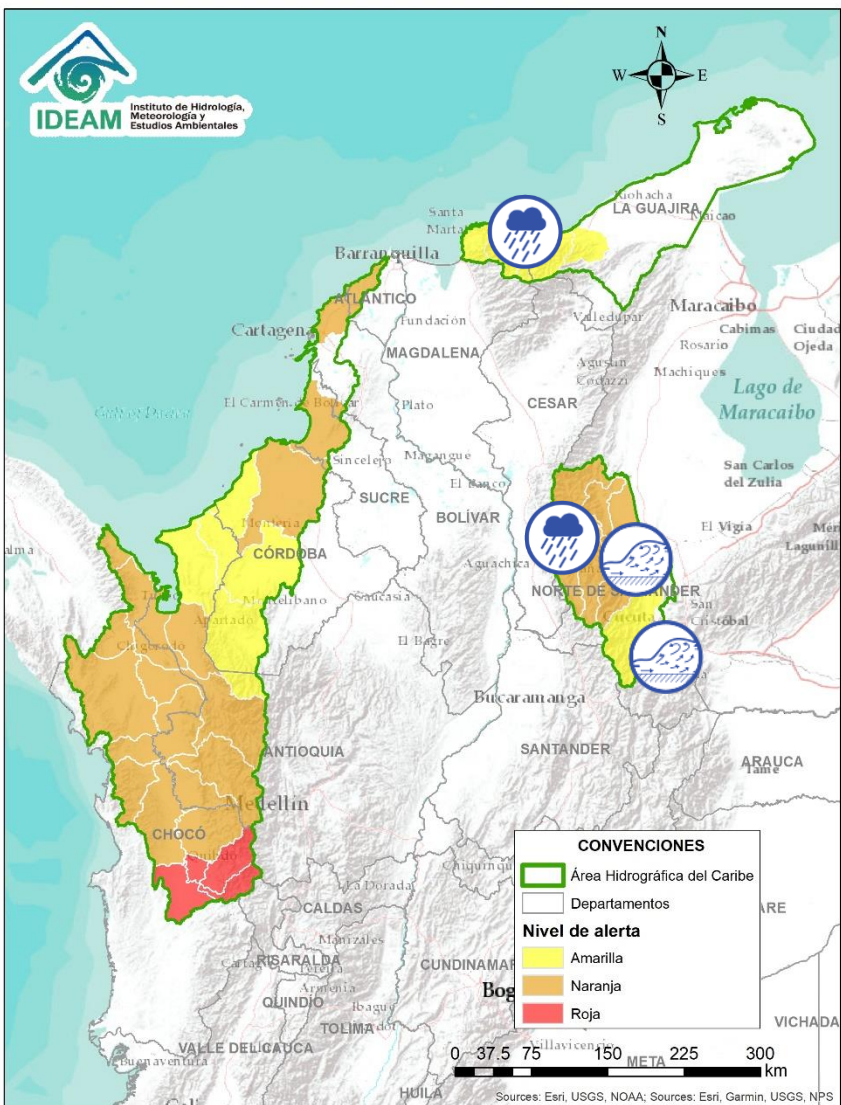 IDEAM
Instituto de Hidrología,
Meteorología y
Estudios Ambientales
N
W
E
S
Riohacha
LA GUAJIRA
Maicao
Santa
Marta
Barranquilla
ATLÁNTICO
Cartagena
Fundación
MAGDALENA
Valledupar
Maracaibo
Cabimas
Ciudad
Ojeda
Rosario
Machiques
Agustín
Codazzi
Lago de
Maracaibo
CESAR
El Carmen de Bolívar
Plato
Sincelejo
Magangue
San Carlos
del Zulia
SUCRE
El Banco
BOLÍVAR
El Vigía
Montería
CÓRDOBA
Aguachica
NORTE DE SANTANDER
Cúcuta
San
Cristóbal
Montelíbano
Caucasia
Apartadó
El Bagre
Chigorodó
Bucaramanga
ANTIOQUIA
SANTANDER
ARAUCA
Tame
Medellín
CHOCÓ
Quibdó
La Dorada
CALDAS
Manizales
RISARALDA
Pereira
Armenia
QUINDÍO
Ibagué
TOLIMA
VALLE DEL CAUCA
Buenaventura
HUILA
CUNDINAMAR
Bog
Villavicencio
META
VICHADA
CONVENCIONES
Área Hidrográfica del Caribe
Departamentos
Nivel de alerta
Amarilla
Naranja
Roja
0 37.5 75 150 225 300
km
Sources: Esri, USGS, NOAA; Sources: Esri, Garmin, USGS, NPS